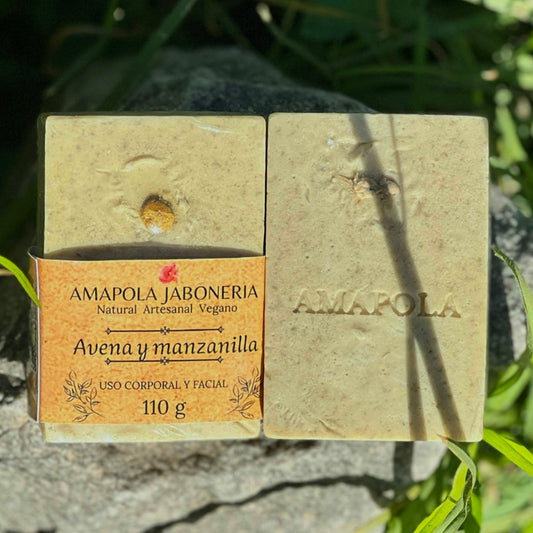 AMAPOLA JABONERIA
Natural Artesanal Vegano
Avena y manzanilla
USO CORPORAL Y FACIAL
110 g
AMAPOLA